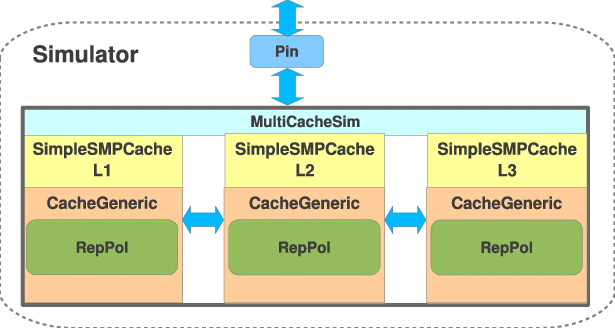 Simulator
Pin
MultiCacheSim
SimpleSMPCache
L1
SimpleSMPCache
L2
SimpleSMPCache
L3
CacheGeneric
CacheGeneric
CacheGeneric
RepPol
RepPol
RepPol